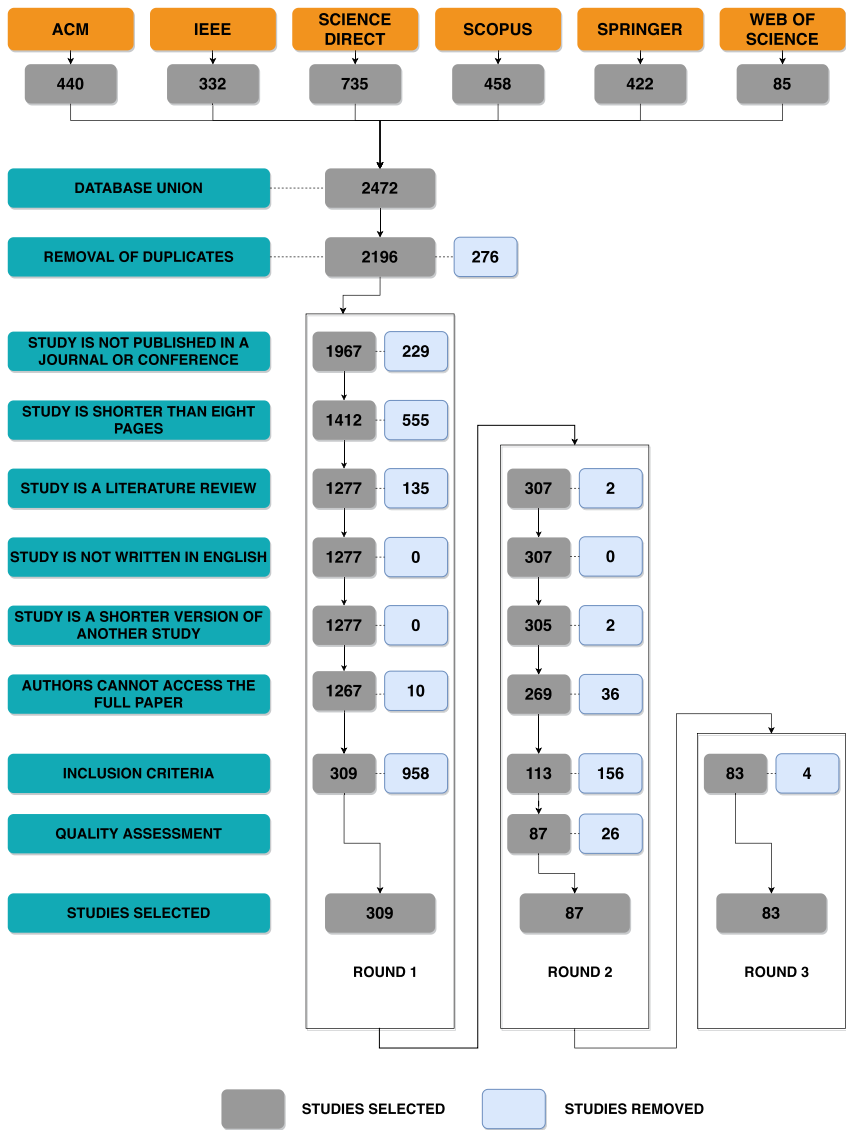 ACM
IEEE
SCIENCE
DIRECT
SCOPUS
SPRINGER
WEB OF
SCIENCE
440
332
735
458
422
85
DATABASE UNION
2472
REMOVAL OF DUPLICATES
2196
276
STUDY IS NOT PUBLISHED IN A
JOURNAL OR CONFERENCE
1967
229
STUDY IS SHORTER THAN EIGHT
PAGES
1412
555
STUDY IS A LITERATURE REVIEW
1277
135
307
2
STUDY IS NOT WRITTEN IN ENGLISH
1277
0
307
0
STUDY IS A SHORTER VERSION OF
ANOTHER STUDY
1277
0
305
2
AUTHORS CANNOT ACCESS THE
FULL PAPER
1267
10
269
36
INCLUSION CRITERIA
309
958
113
156
83
4
QUALITY ASSESSMENT
87
26
STUDIES SELECTED
309
87
83
ROUND 1
ROUND 2
ROUND 3
STUDIES SELECTED
STUDIES REMOVED